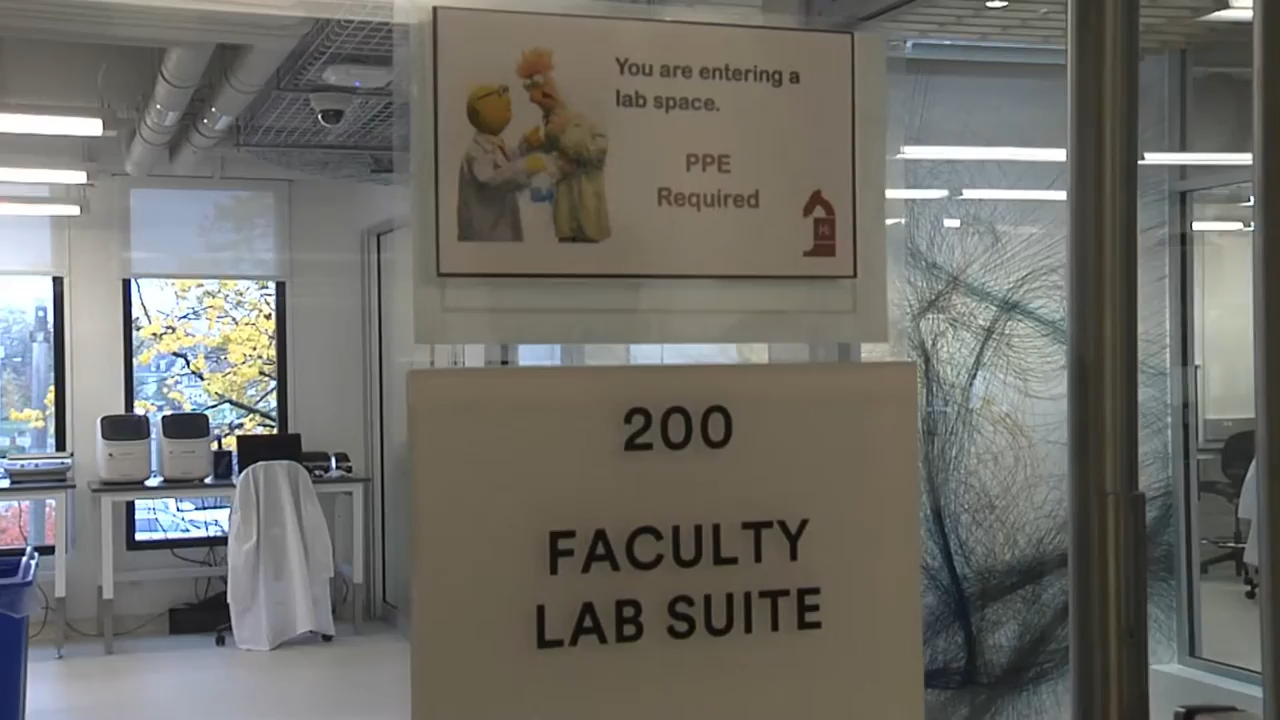 You are entering a
lab space.
PPE
Required
200
FACULTY
LAB SUITE